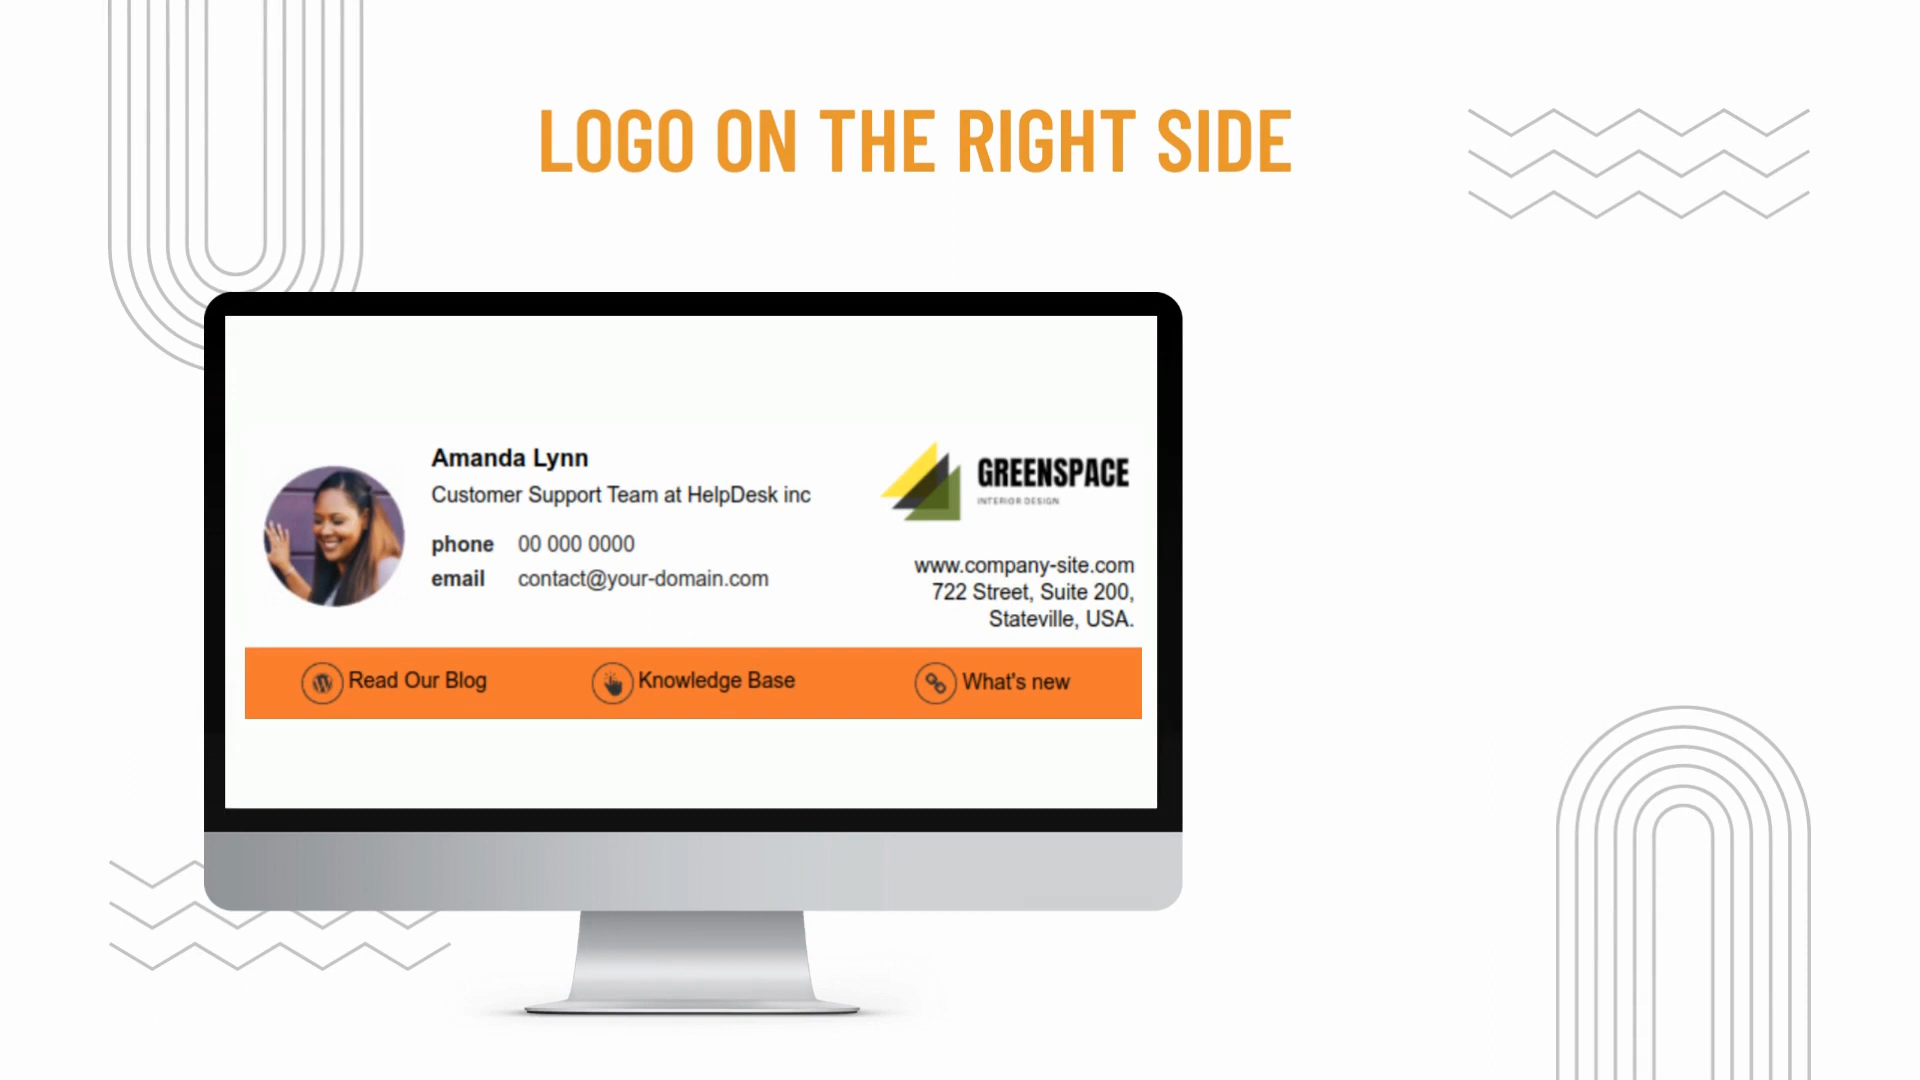 LOGO ON THE RIGHT SIDE
Amanda Lynn
Customer Support Team at HelpDesk inc
phone 00 000 0000
email contact@your-domain.com
GREENSPACE
INTERIOR DESIGN
www.company-site.com
722 Street, Suite 200,
Stateville, USA.
Read Our Blog
Knowledge Base
What's new